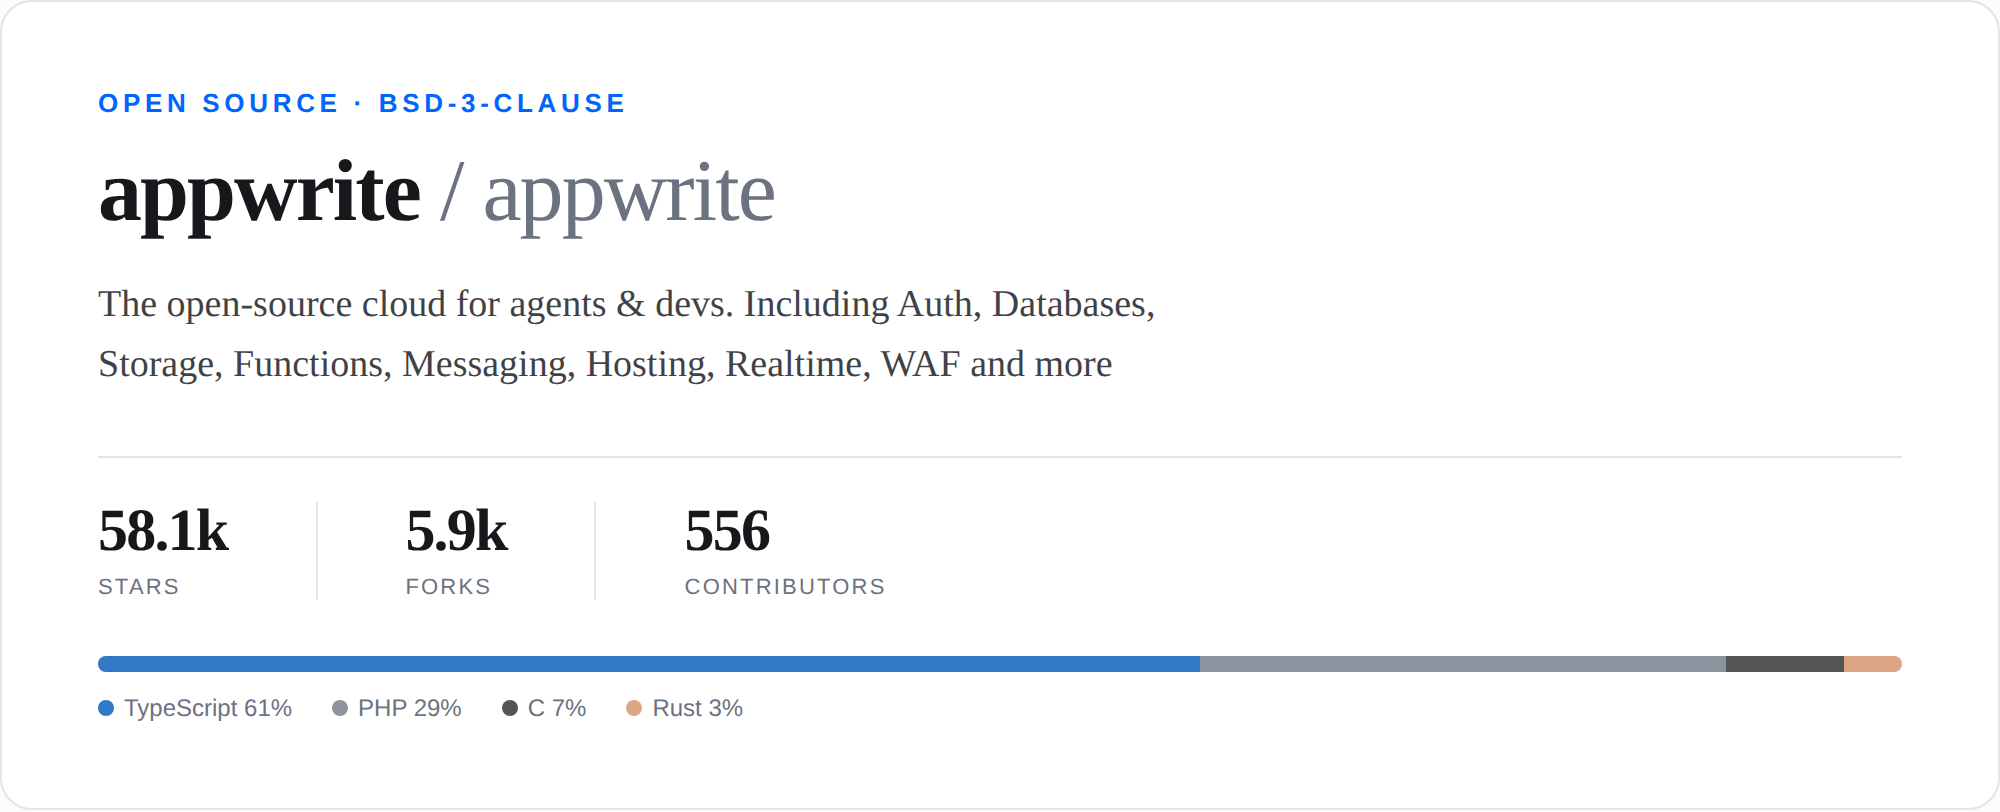 OPEN SOURCE · BSD-3-CLAUSE
appwrite / appwrite
The open-source cloud for agents & devs. Including Auth, Databases,
Storage, Functions, Messaging, Hosting, Realtime, WAF and more
58.1k
STARS
5.9k
FORKS
556
CONTRIBUTORS
TypeScript 61% PHP 29% C 7% Rust 3%